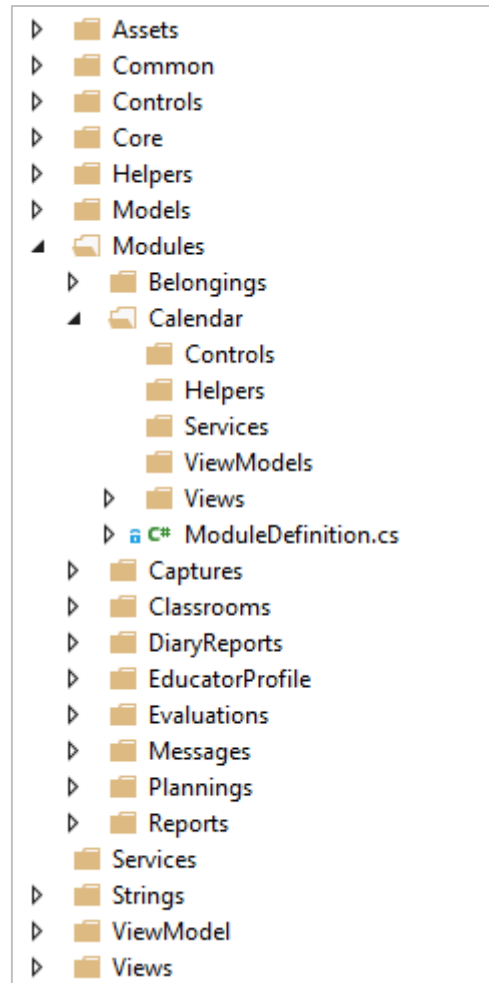 Assets
Common
Controls
Core
Helpers
Models
Modules
Belongings
Calendar
Controls
Helpers
Services
ViewModels
Views
C# ModuleDefinition.cs
Captures
Classrooms
DiaryReports
EducatorProfile
Evaluations
Messages
Plannings
Reports
Services
Strings
ViewModel
Views